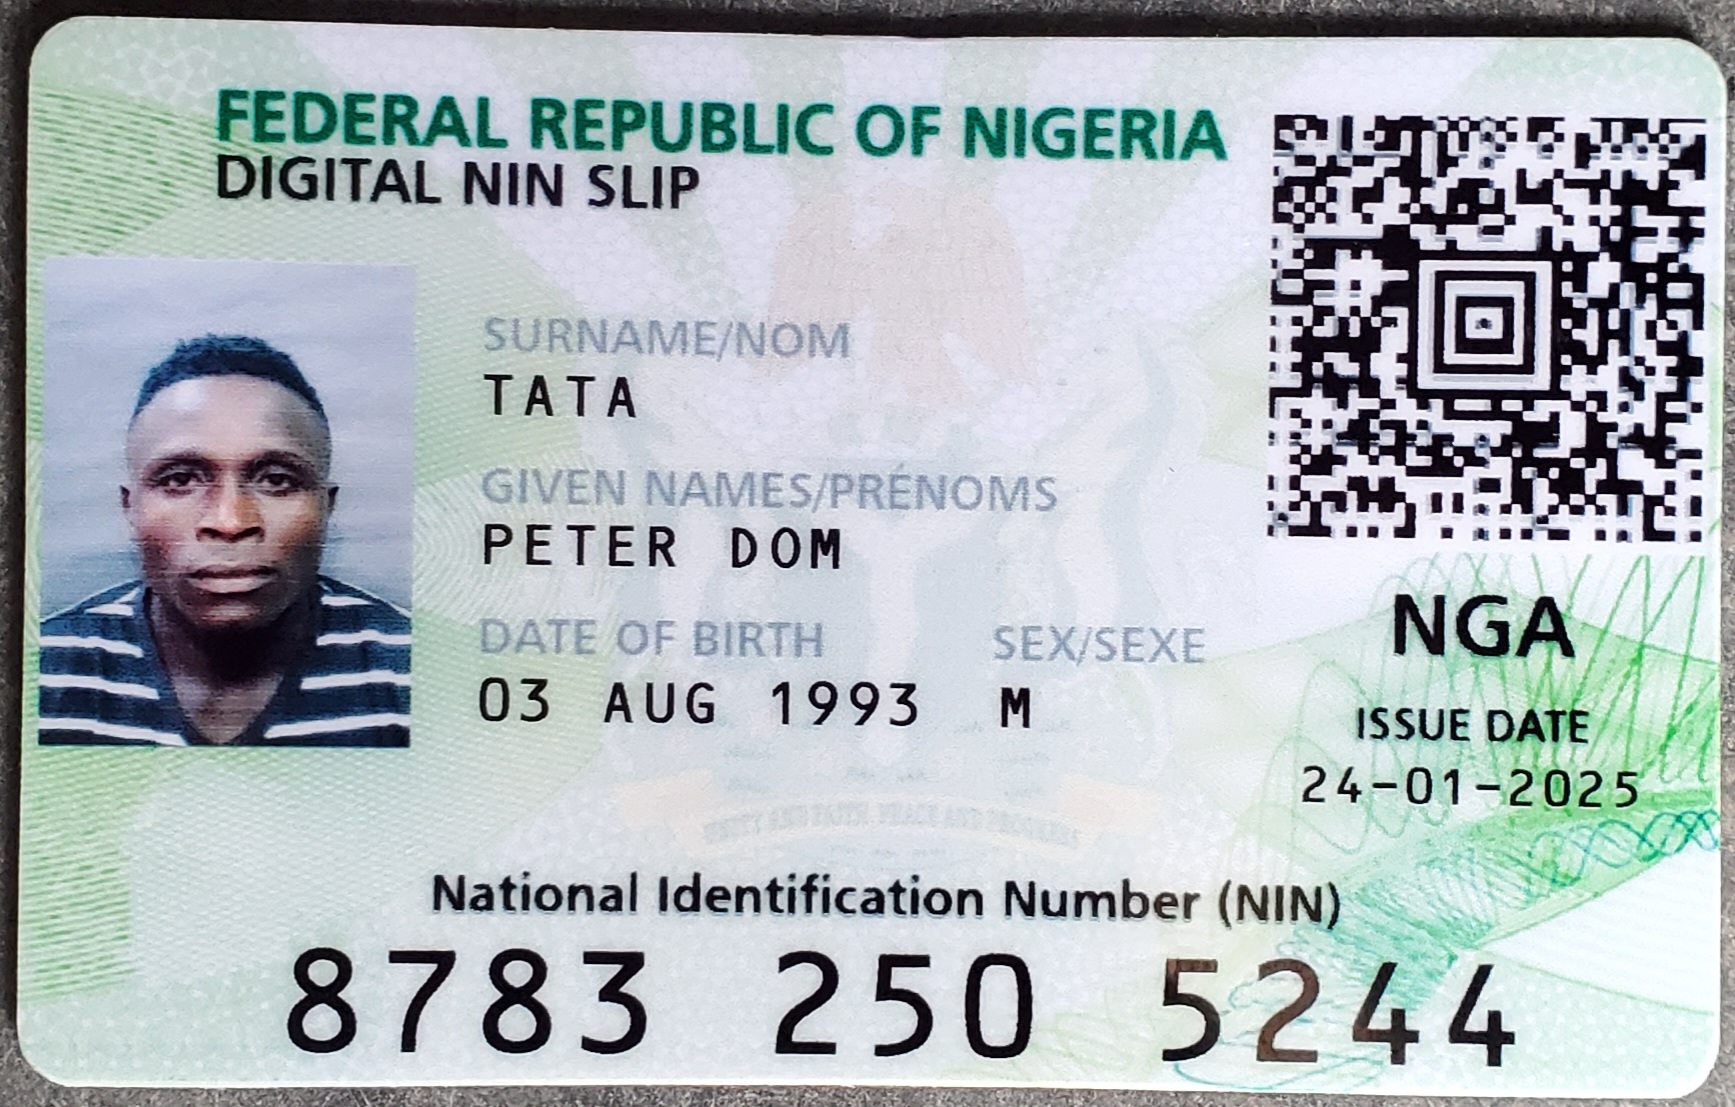 FEDERAL REPUBLIC OF NIGERIA
DIGITAL NIN SLIP
SURNAME/NOM
TATA
GIVEN NAMES/PRÉNOMS
PETER DOM
DATE OF BIRTH SEX/SEXE
03 AUG 1993 M
NGA
ISSUE DATE
24-01-2025
UNITY AND FAITH, PEACE AND PROGRESS
National Identification Number (NIN)
8783 250 5244